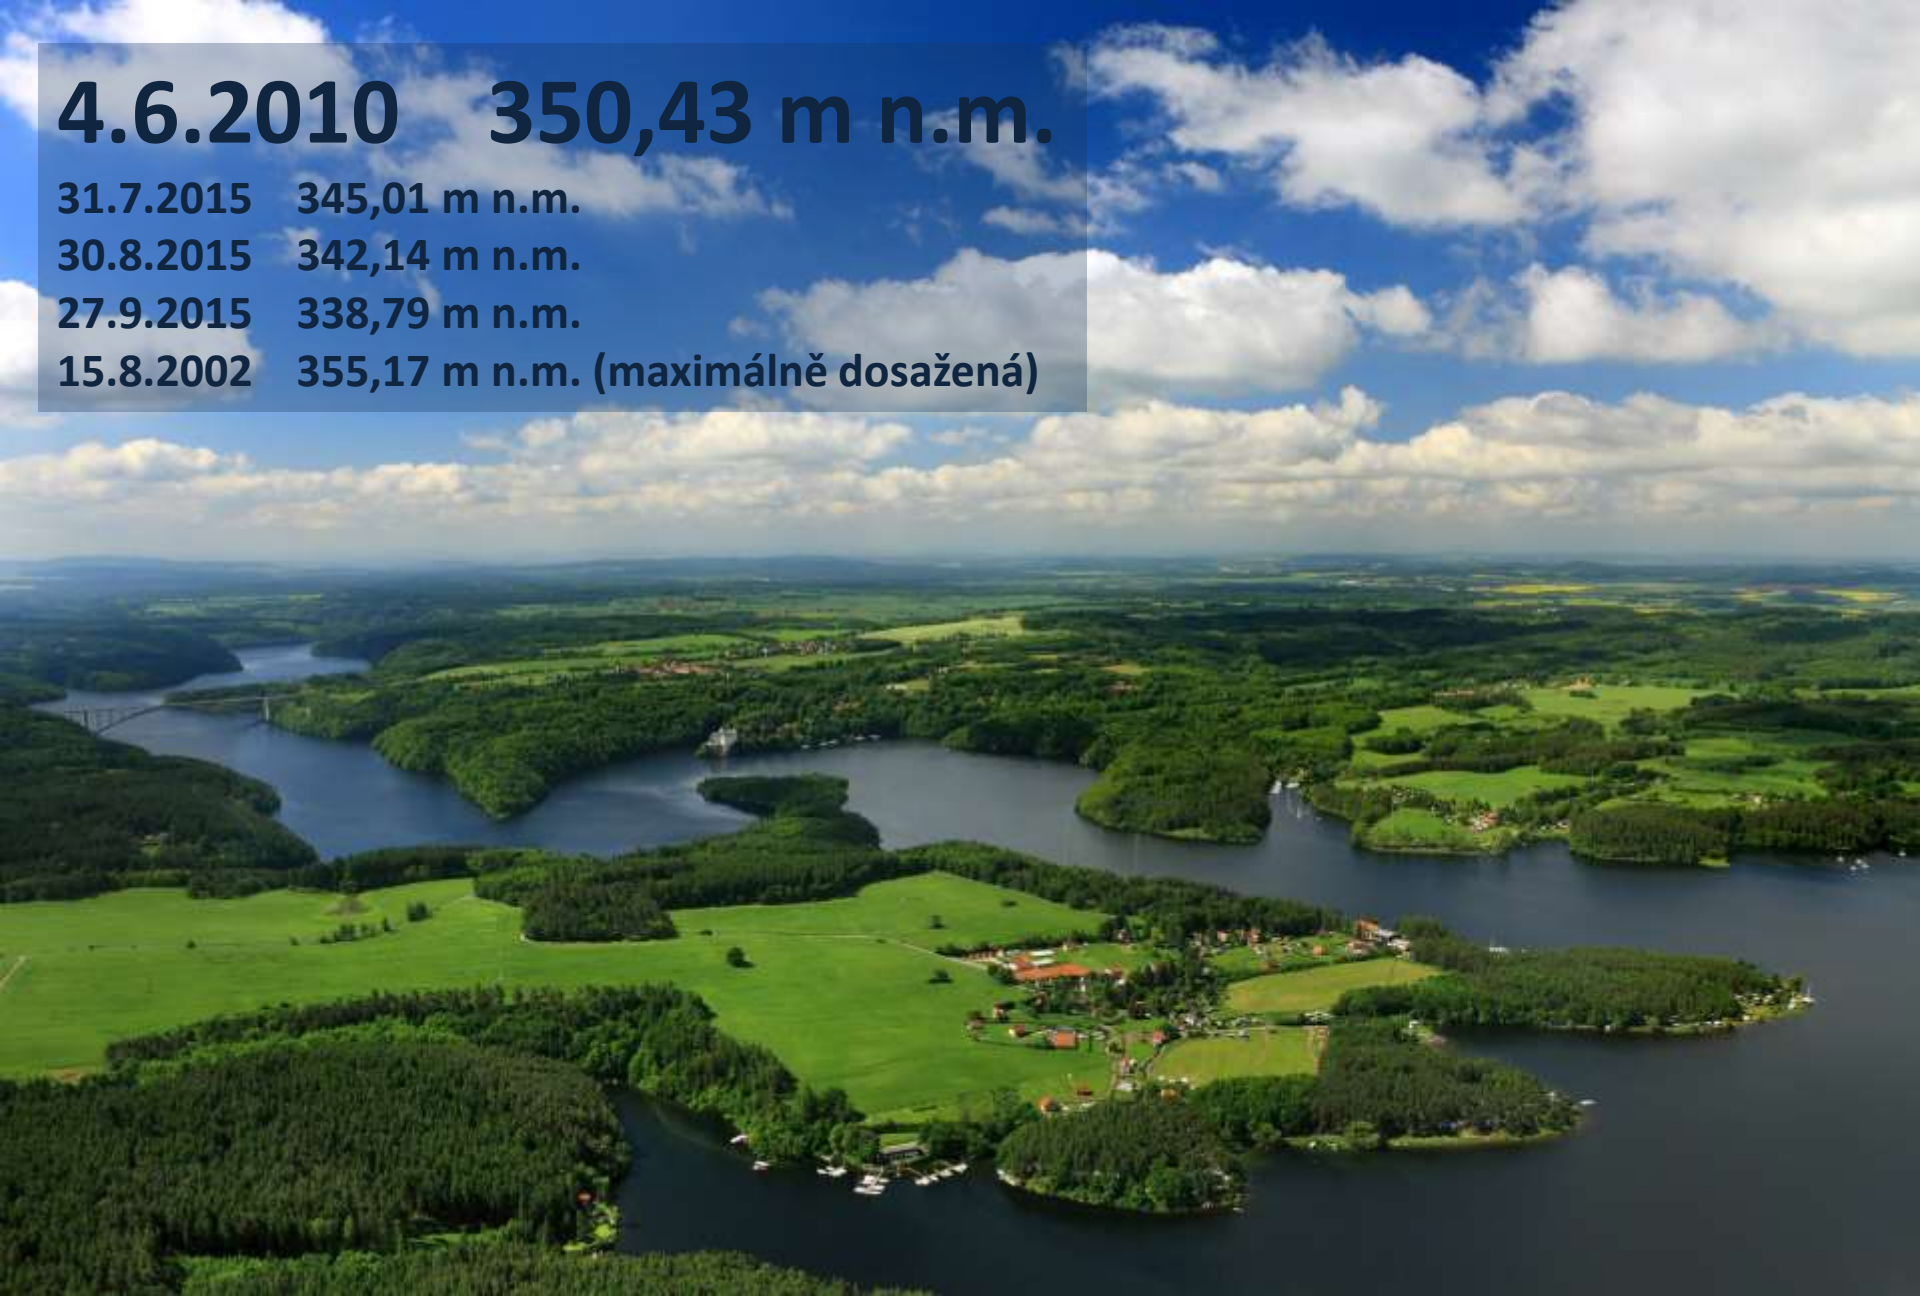 4.6.2010 350,43 m n.m.
31.7.2015 345,01 m n.m.
30.8.2015 342,14 m n.m.
27.9.2015 338,79 m n.m.
15.8.2002 355,17 m n.m. (maximálně dosažená)